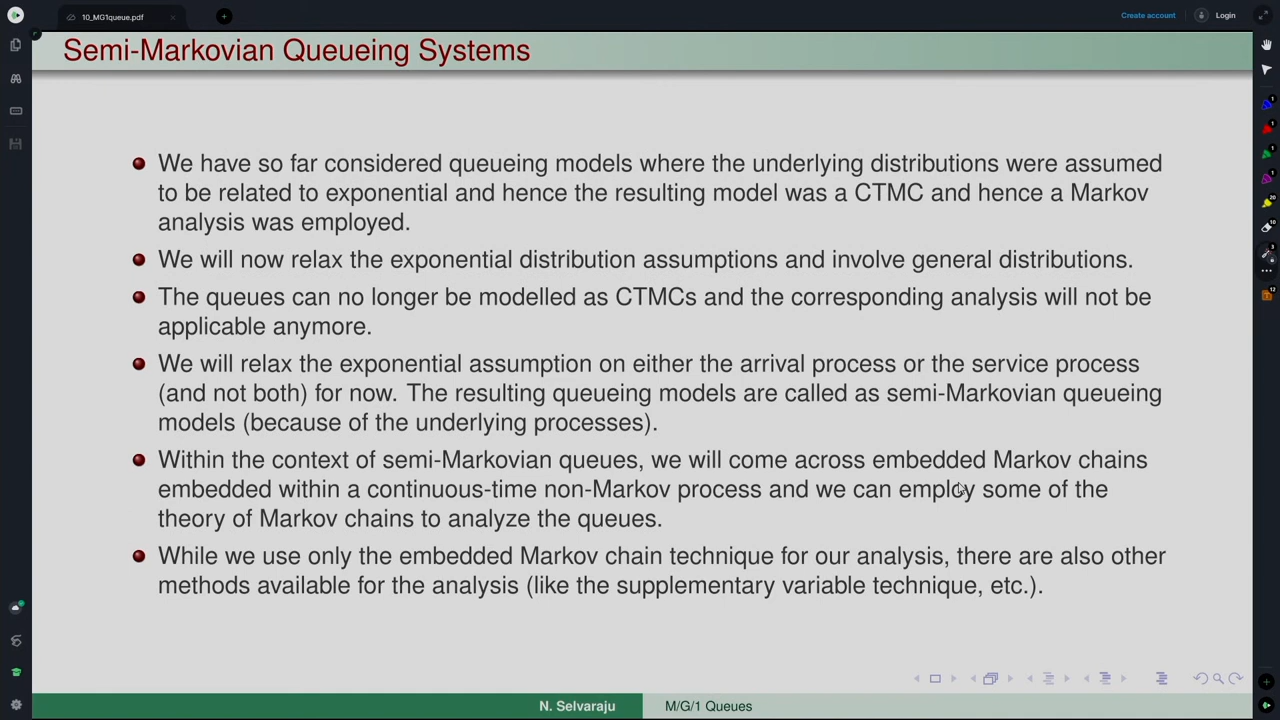 10_MG1queue.pdf
Create account
Login
Semi-Markovian Queueing Systems
We have so far considered queueing models where the underlying distributions were assumed
to be related to exponential and hence the resulting model was a CTMC and hence a Markov
analysis was employed.
We will now relax the exponential distribution assumptions and involve general distributions.
The queues can no longer be modelled as CTMCs and the corresponding analysis will not be
applicable anymore.
We will relax the exponential assumption on either the arrival process or the service process
(and not both) for now. The resulting queueing models are called as semi-Markovian queueing
models (because of the underlying processes).
Within the context of semi-Markovian queues, we will come across embedded Markov chains
embedded within a continuous-time non-Markov process and we can employ some of the
theory of Markov chains to analyze the queues.
While we use only the embedded Markov chain technique for our analysis, there are also other
methods available for the analysis (like the supplementary variable technique, etc.).
N. Selvaraju
M/G/1 Queues